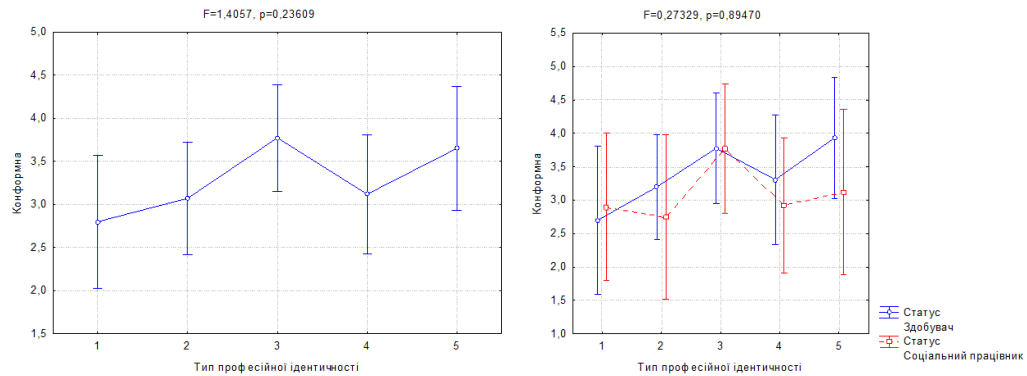 F=1,4057, p=0,23609
5,0
4,5
4,0
3,5
3,0
2,5
2,0
1,5
Конформна
1 2 3 4 5
Тип професійної ідентичності
F=0,27329, p=0,89470
5,5
5,0
4,5
4,0
3,5
3,0
2,5
2,0
1,5
1,0
Конформна
1 2 3 4 5
Тип професійної ідентичності
Статус
Здобувач
Статус
Соціальний працівник